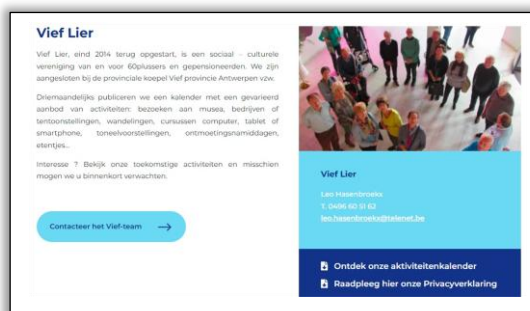 Vief Lier
Vief Lier, eind 2014 terug opgestart, is een sociaal – culturele
vereniging van en voor 60plussers en gepensioneerden. We zijn
aangesloten bij de provinciale koepel Vief provincie Antwerpen vzw.
Driemaandelijks publiceren we een kalender met een gevarieerd
aanbod van activiteiten: bezoeken aan musea, bedrijven of
tentoonstellingen, wandelingen, cursussen computer, tablet of
smartphone, toneelvoorstellingen, ontmoetingsnamiddagen,
etentjes...
Interesse ? Bekijk onze toekomstige activiteiten en misschien
mogen we u binnenkort verwachten.
Contacteer het Vief-team
Vief Lier
Leo Hasenbroekx
T. 0496 60 51 62
leo.hasenbroekx@telenet.be
Ontdek onze aktiviteitenkalender
Raadpleeg hier onze Privacyverklaring